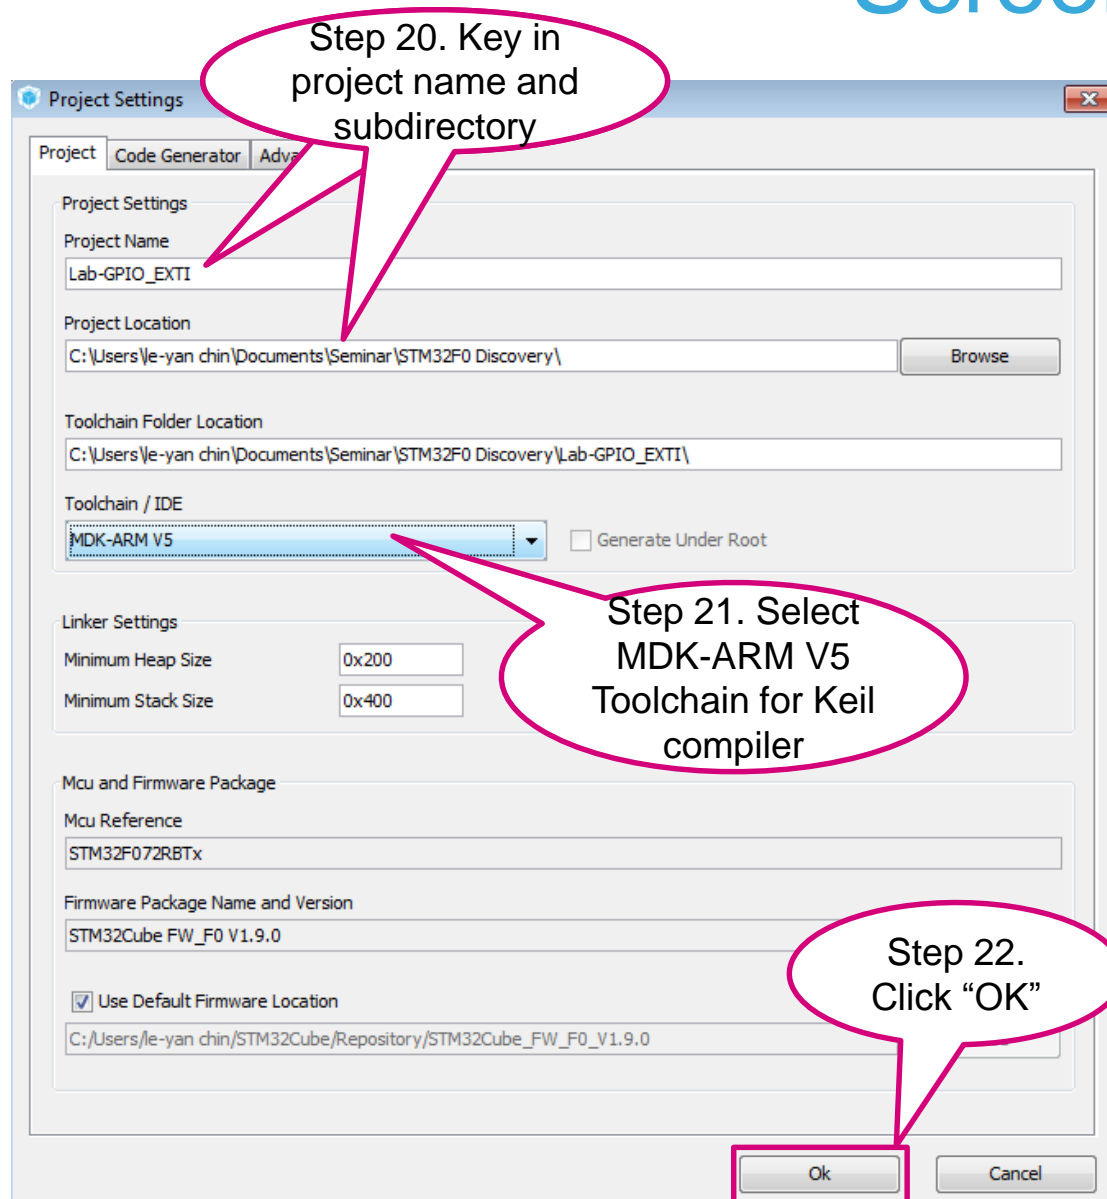 Step 20. Key in
project name and
subdirectory
Project Settings
Project
Code Generator
Project Settings
Project Name
Lab-GPIO_EXTI
Project Location
C:\Users\le-yan chin\Documents\Seminar\STM32F0 Discovery\
Browse
Toolchain Folder Location
C:\Users\le-yan chin\Documents\Seminar\STM32F0 Discovery\Lab-GPIO_EXTI\
Toolchain / IDE
MDK-ARM V5
Generate Under Root
Step 21. Select
MDK-ARM V5
Toolchain for Keil
compiler
Linker Settings
Minimum Heap Size
0x200
Minimum Stack Size
0x400
Mcu and Firmware Package
Mcu Reference
STM32F072RBTx
Firmware Package Name and Version
STM32Cube FW_F0 V1.9.0
Step 22.
Click “OK”
Use Default Firmware Location
C:/Users/le-yan chin/STM32Cube/Repository/STM32Cube_FW_F0_V1.9.0
Ok
Cancel